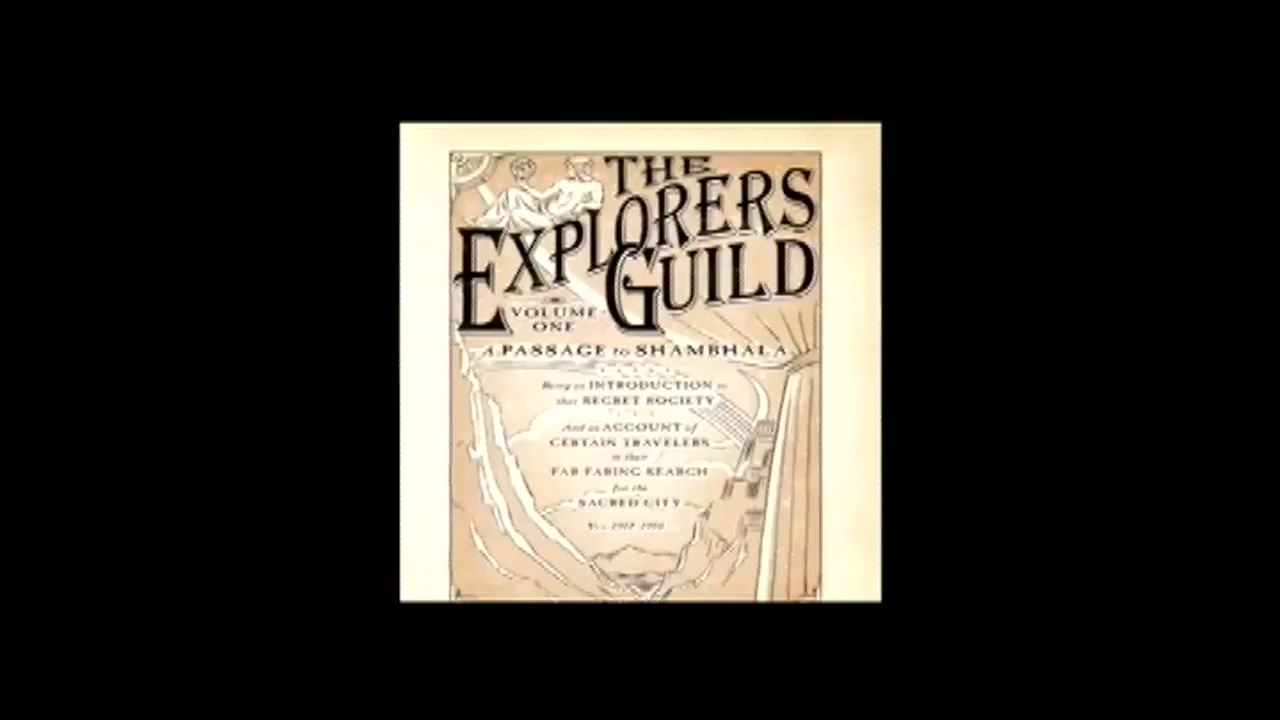 THE
EXPLORERS
GUILD
VOLUME
ONE
A PASSAGE to SHAMBHALA
Being an INTRODUCTION to
that SECRET SOCIETY
And an ACCOUNT of
CERTAIN TRAVELERS
in their
FAR FARING SEARCH
for the
SACRED CITY